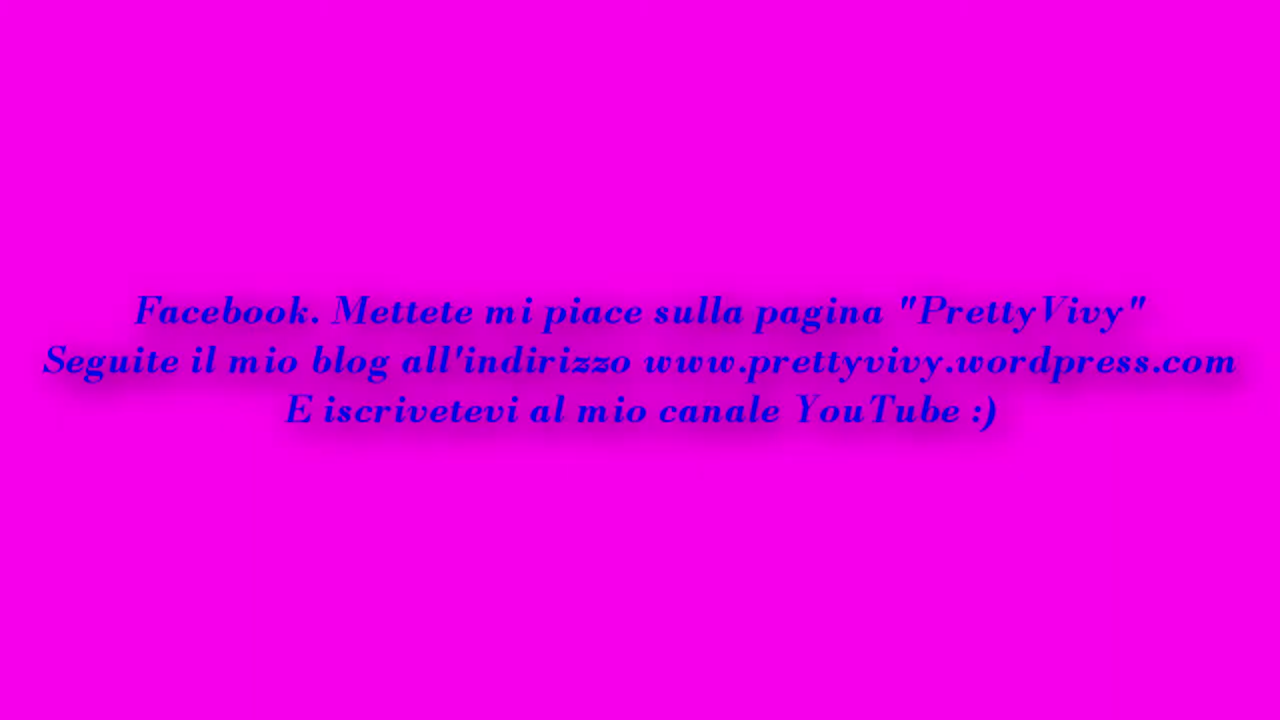 Facebook. Mettete mi piace sulla pagina "PrettyVivy"
Seguite il mio blog all'indirizzo www.prettyvivy.wordpress.com
E iscrivetevi al mio canale YouTube :)